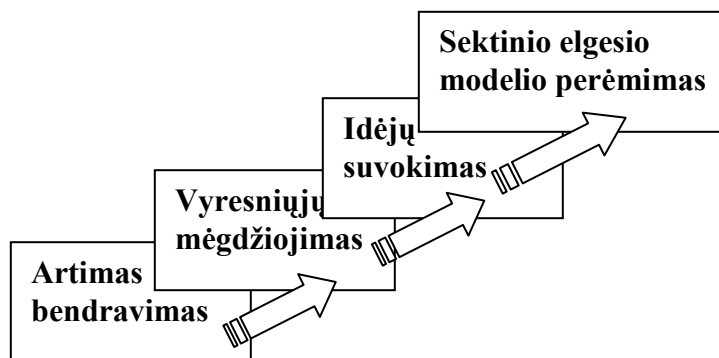 Sektinio elgesio
modelio perėmimas
Idėjų
suvokimas
Vyresniųjų
mėgdžiojimas
Artimas
bendravimas